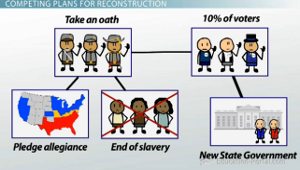 COMPETING PLANS FOR RECONSTRUCTION
Take an oath
10% of voters
Pledge allegiance
End of slavery
New State Government